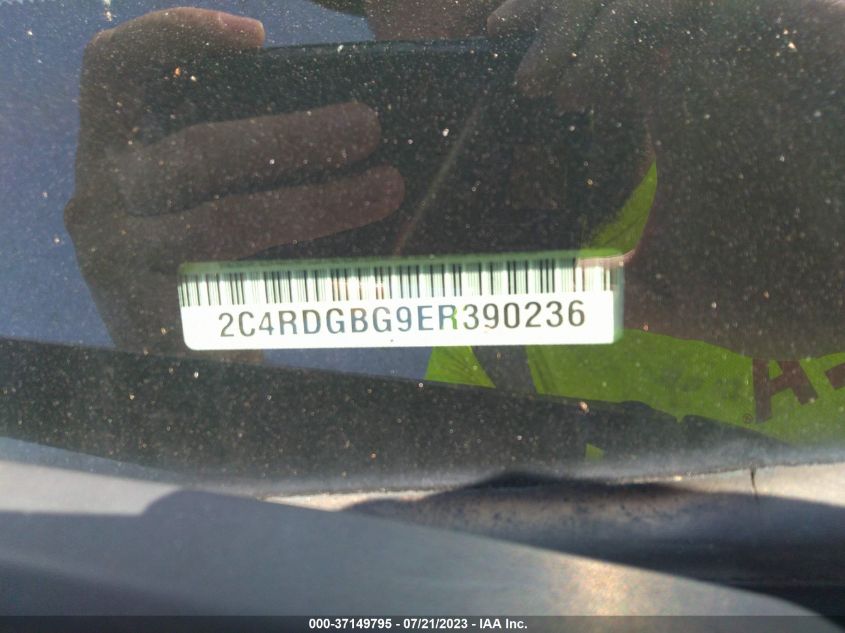 2C4RDGBG9ER390236
000-37149795 - 07/21/2023 - IAA Inc.